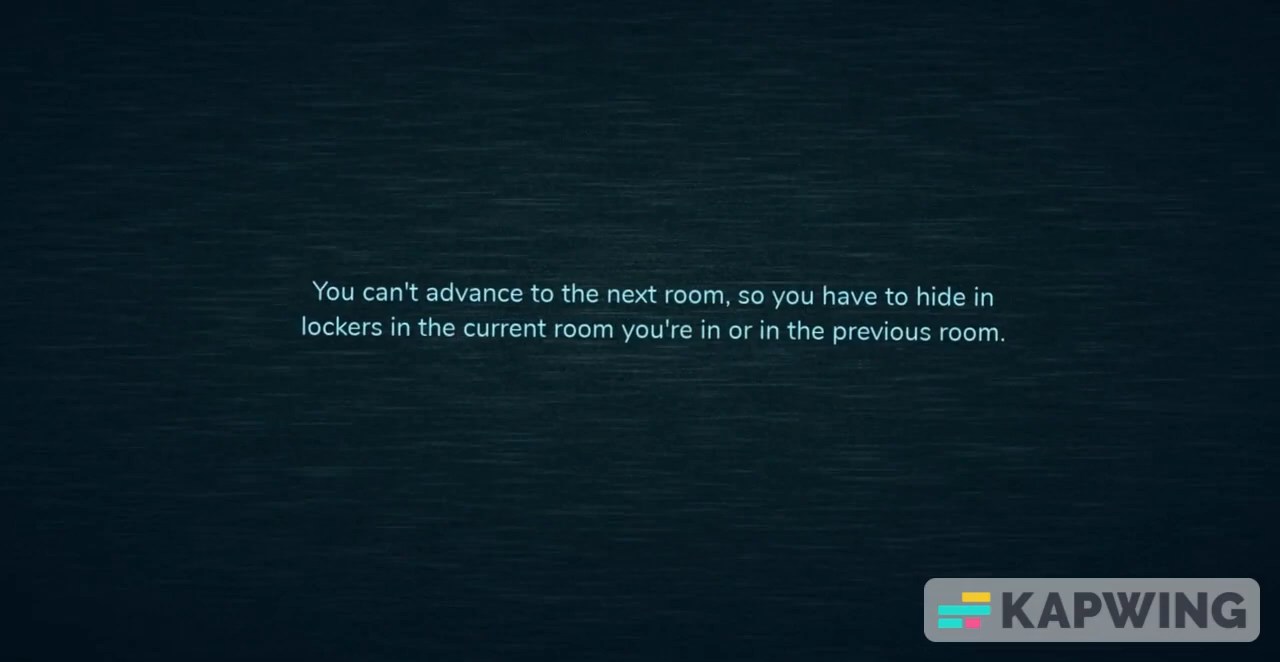 You can't advance to the next room, so you have to hide in
lockers in the current room you're in or in the previous room.
KAPWING